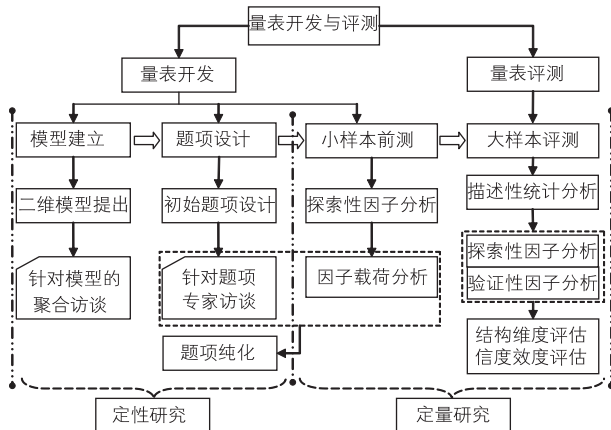 量表开发与评测
量表开发
量表评测
模型建立
题项设计
小样本前测
大样本评测
二维模型提出
初始题项设计
探索性因子分析
描述性统计分析
针对模型的
聚合访谈
针对题项
专家访谈
因子载荷分析
探索性因子分析
验证性因子分析
题项纯化
结构维度评估
信度效度评估
定性研究
定量研究